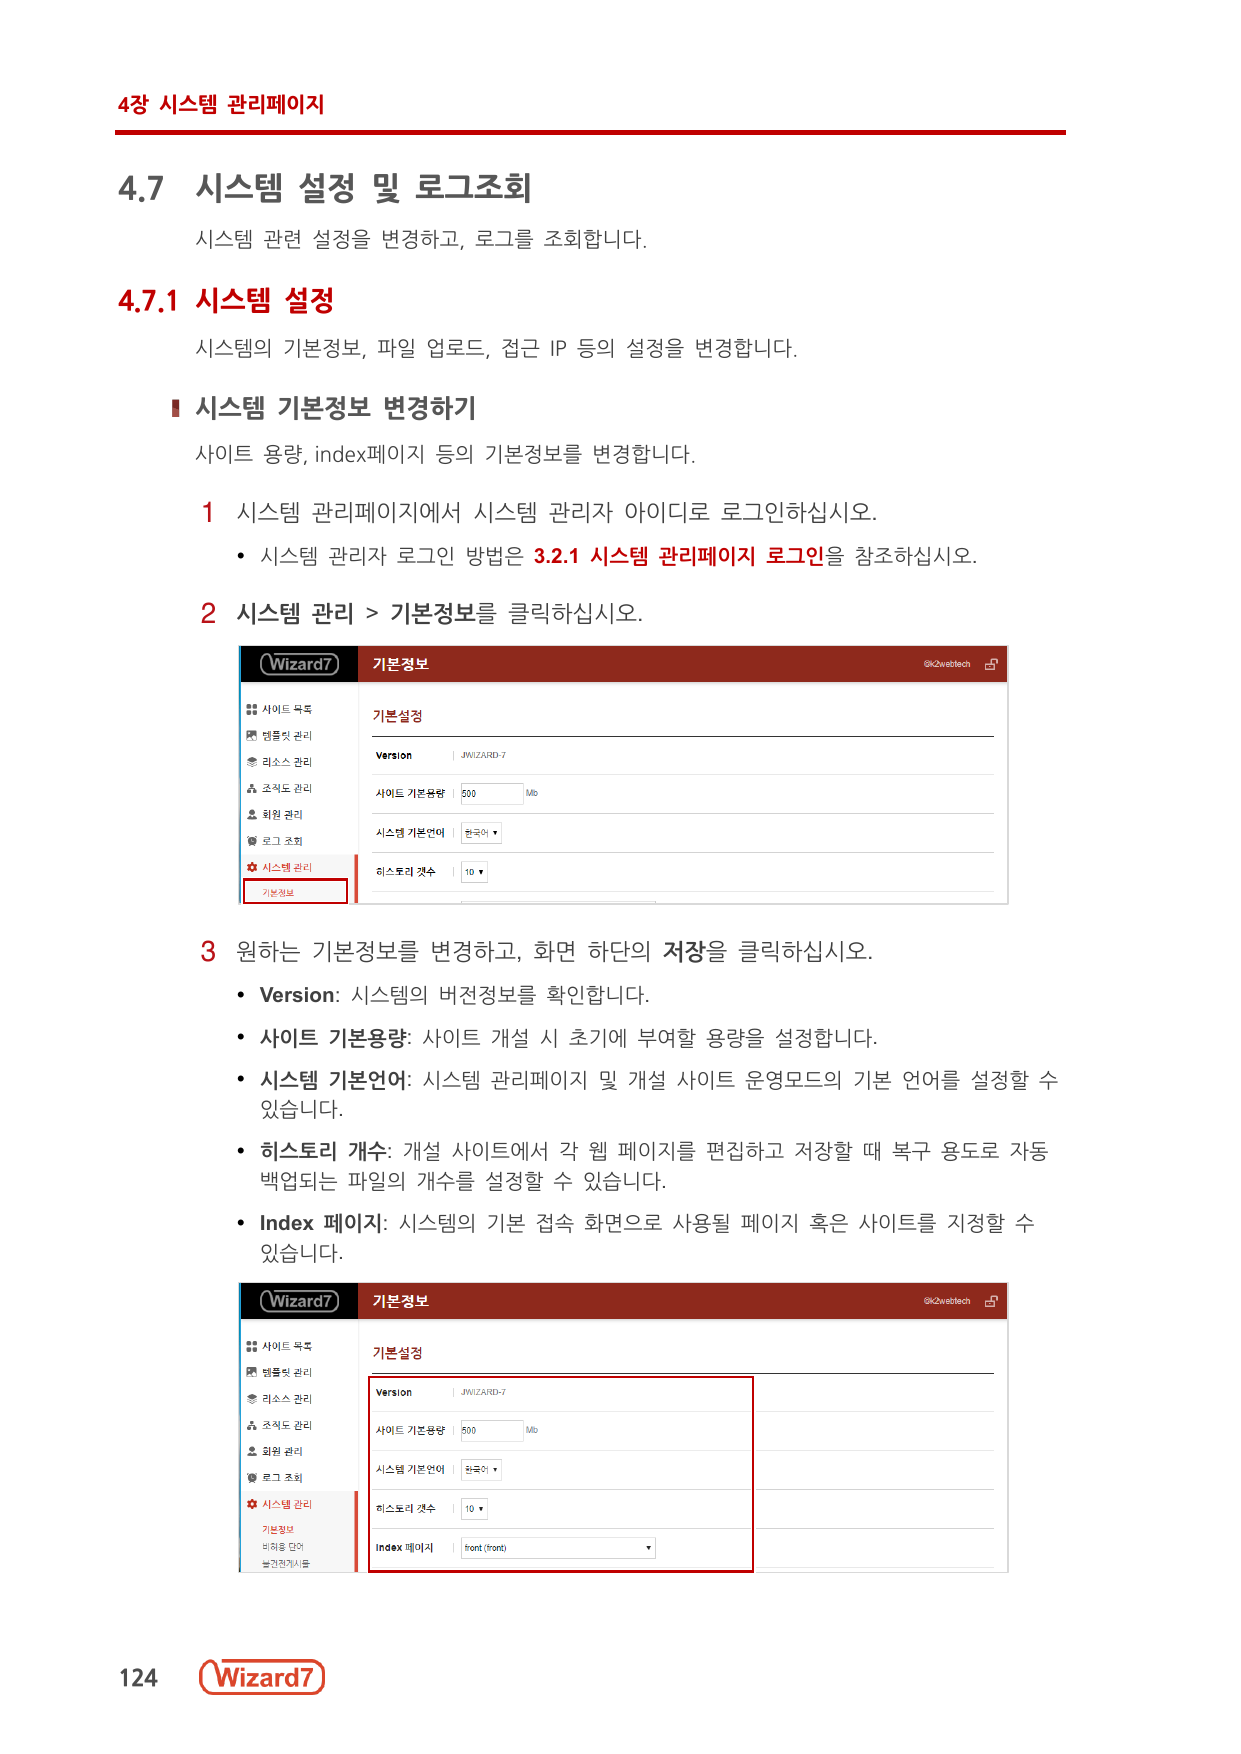 4장 시스템 관리페이지
4.7 시스템 설정 및 로그조회
시스템 관련 설정을 변경하고, 로그를 조회합니다.
4.7.1 시스템 설정
시스템의 기본정보, 파일 업로드, 접근 IP 등의 설정을 변경합니다.
시스템 기본정보 변경하기
사이트 용량, index페이지 등의 기본정보를 변경합니다.
1 시스템 관리페이지에서 시스템 관리자 아이디로 로그인하십시오.
• 시스템 관리자 로그인 방법은 3.2.1 시스템 관리페이지 로그인을 참조하십시오.
2 시스템 관리 > 기본정보를 클릭하십시오.
Wizard7 기본정보 @k2webtech
사이트 목록
기본설정
템플릿 관리
Version JWIZARD-7
리소스 관리
조직도 관리
사이트 기본용량 500 Mb
회원 관리
시스템 기본언어 한국어
로그 조회
시스템 관리
히스토리 갯수 10
기본정보
3 원하는 기본정보를 변경하고, 화면 하단의 저장을 클릭하십시오.
• Version: 시스템의 버전정보를 확인합니다.
• 사이트 기본용량: 사이트 개설 시 초기에 부여할 용량을 설정합니다.
• 시스템 기본언어: 시스템 관리페이지 및 개설 사이트 운영모드의 기본 언어를 설정할 수
있습니다.
• 히스토리 개수: 개설 사이트에서 각 웹 페이지를 편집하고 저장할 때 복구 용도로 자동
백업되는 파일의 개수를 설정할 수 있습니다.
• Index 페이지: 시스템의 기본 접속 화면으로 사용될 페이지 혹은 사이트를 지정할 수
있습니다.
Wizard7 기본정보 @k2webtech
사이트 목록
기본설정
템플릿 관리
Version JWIZARD-7
리소스 관리
조직도 관리
사이트 기본용량 500 Mb
회원 관리
시스템 기본언어 한국어
로그 조회
시스템 관리
히스토리 갯수 10
기본정보
비허용 단어
Index 페이지 front (front)
불건전게시물
124 Wizard7